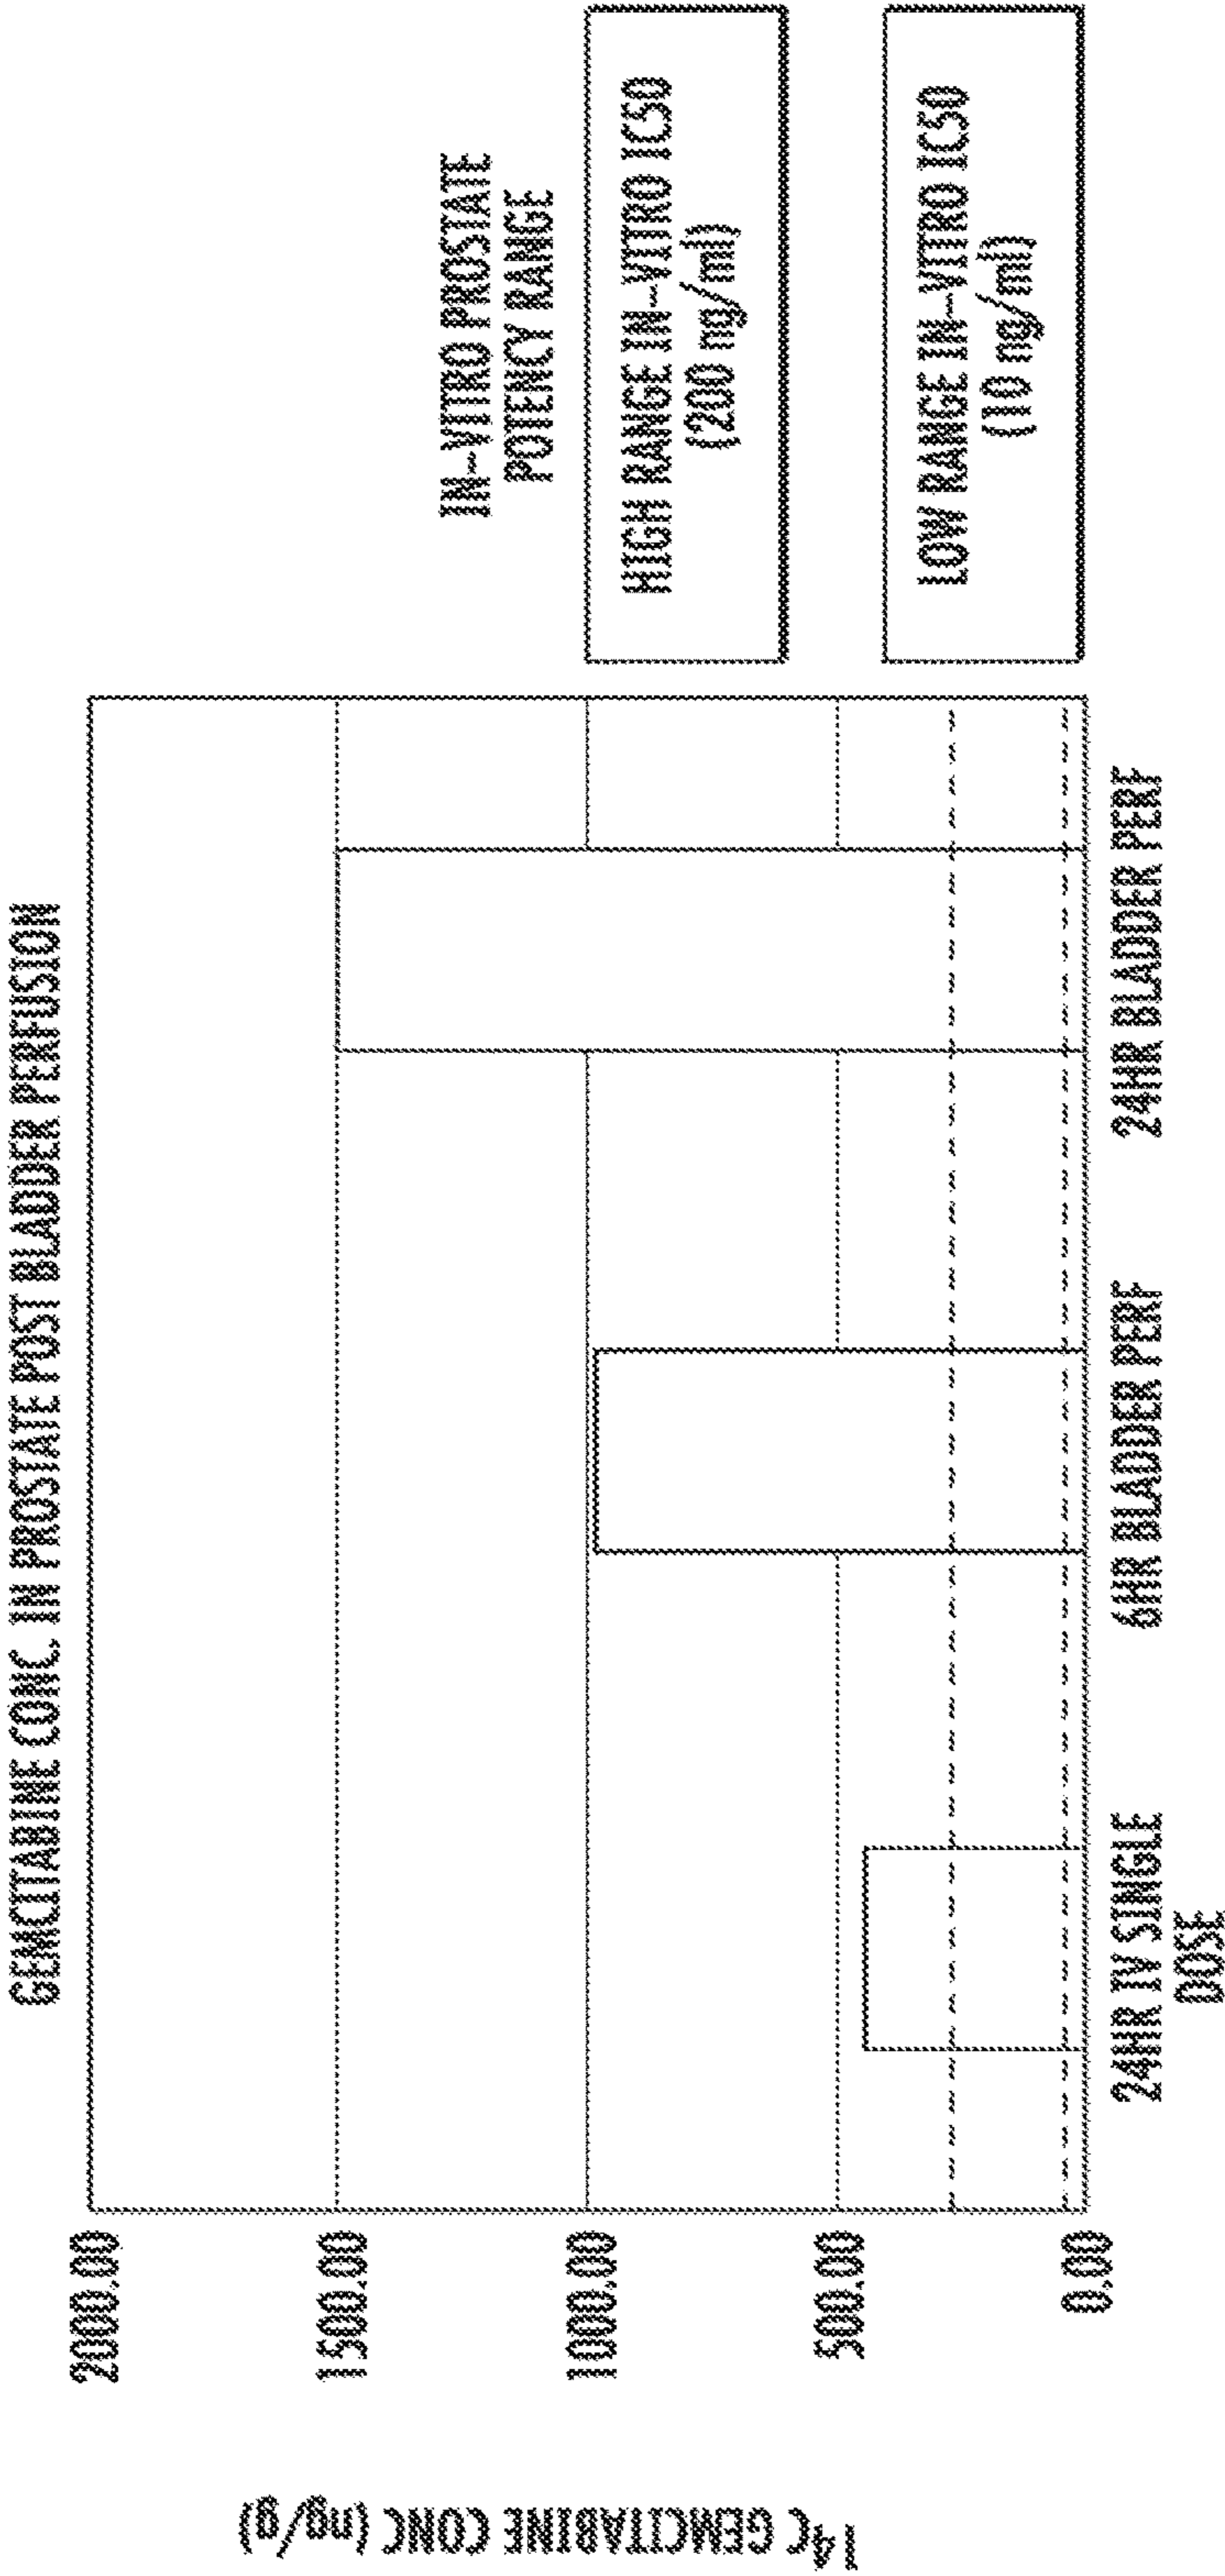 GEMCITABINE CONC. IN PROSTATE POST BLADDER PERFUSION
14C GEMCITABINE CONC (ng/g)
2000.00
1500.00
1000.00
500.00
0.00
24HR IV SINGLE
DOSE
6HR BLADDER PERF
24HR BLADDER PERF
IN-VITRO PROSTATE
POTENCY RANGE
HIGH RANGE IN-VITRO IC50
(200 ng/ml)
LOW RANGE IN-VITRO IC50
(10 ng/ml)